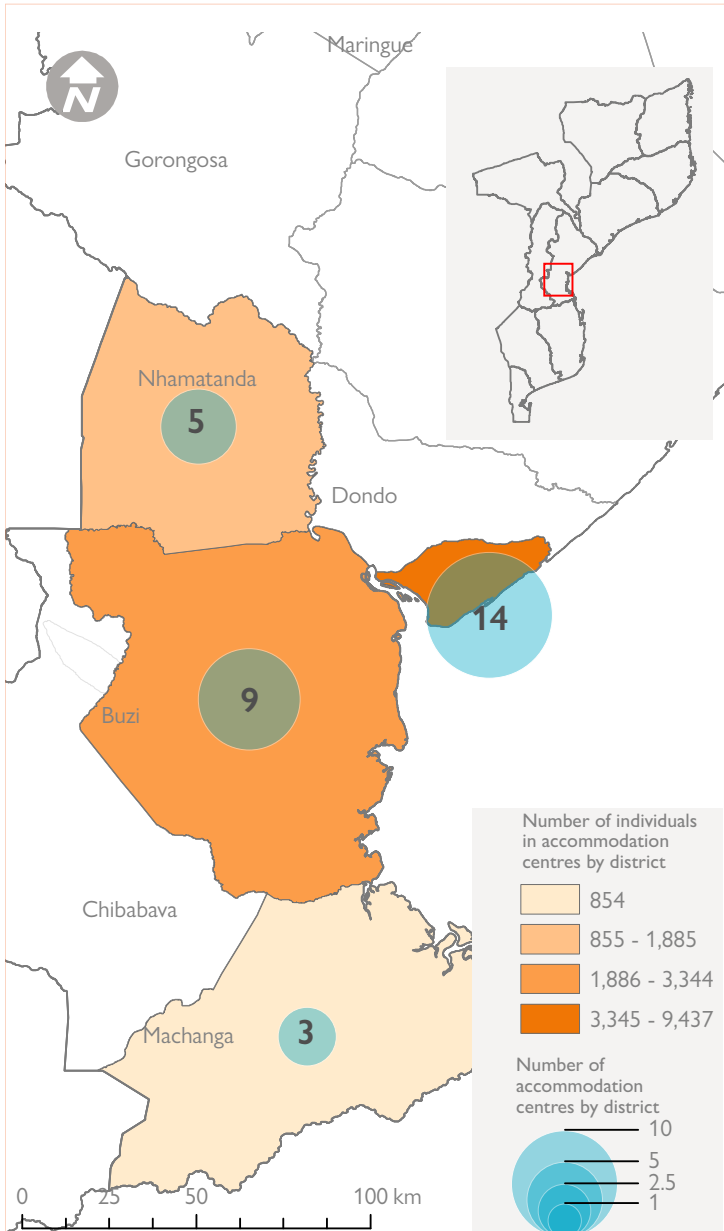 Maringue
N
Gorongosa
Nhamatanda
5
Dondo
14
9
Buzi
Chibabava
Machanga
3
Number of individuals
in accommodation
centres by district
854
855 - 1,885
1,886 - 3,344
3,345 - 9,437
Number of
accommodation
centres by district
10
5
2.5
1
0 25 50 100 km